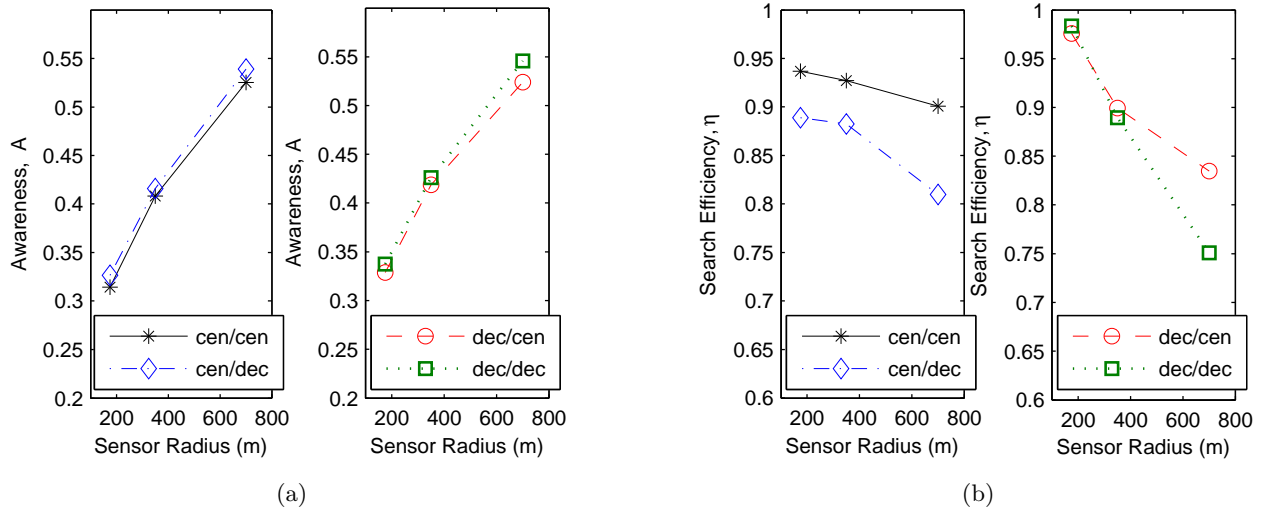 0.55
0.5
0.45
0.4
0.35
0.3
0.25
0.2
Awareness, A
200 400 600 800
Sensor Radius (m)
cen/cen
cen/dec
0.55
0.5
0.45
0.4
0.35
0.3
0.25
0.2
Awareness, A
200 400 600 800
Sensor Radius (m)
dec/cen
dec/dec
(a)
1
0.95
0.9
0.85
0.8
0.75
0.7
0.65
0.6
Search Efficiency, η
200 400 600 800
Sensor Radius (m)
cen/cen
cen/dec
1
0.95
0.9
0.85
0.8
0.75
0.7
0.65
0.6
Search Efficiency, η
200 400 600 800
Sensor Radius (m)
dec/cen
dec/dec
(b)